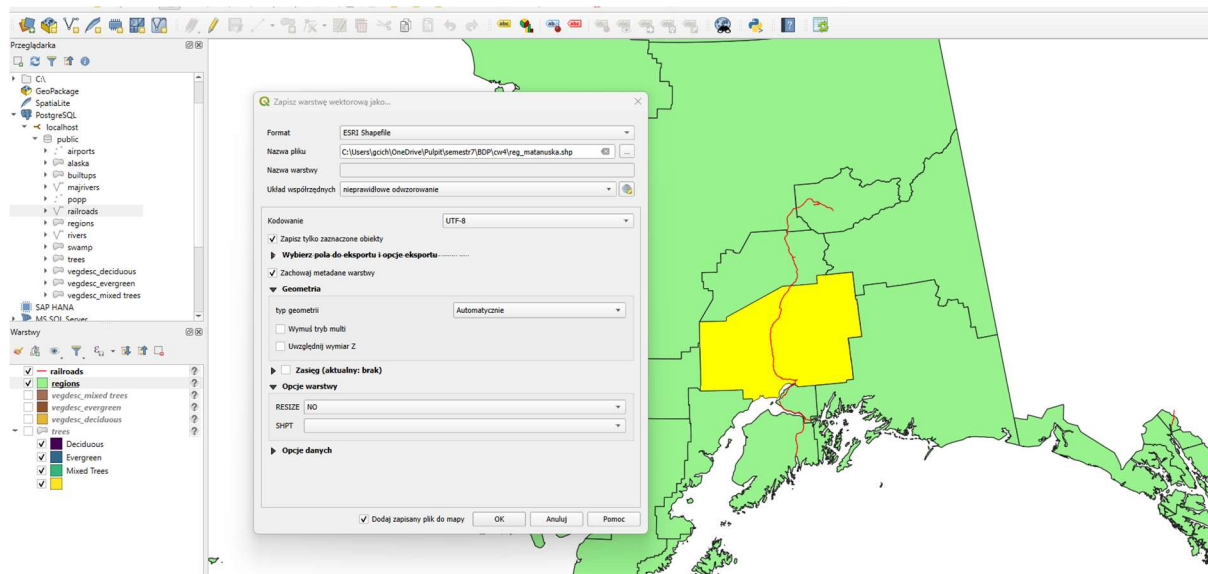 abc
abc
abc
Przeglądarka
C:\
GeoPackage
SpatiaLite
PostgreSQL
localhost
public
airports
alaska
builtups
majrivers
popp
railroads
regions
rivers
swamp
trees
vegdesc_deciduous
vegdesc_evergreen
vegdesc_mixed trees
SAP HANA
MS SQL Server
Warstwy
railroads ?
regions ?
vegdesc_mixed trees ?
vegdesc_evergreen ?
vegdesc_deciduous ?
trees ?
Deciduous
Evergreen
Mixed Trees
Zapisz warstwę wektorową jako...
Format ESRI Shapefile
Nazwa pliku C:\Users\gcich\OneDrive\Pulpit\semestr7\BDP\cw4\reg_matanuska.shp ...
Nazwa warstwy
Układ współrzędnych nieprawidłowe odwzorowanie
Kodowanie UTF-8
Zapisz tylko zaznaczone obiekty
Wybierz pola do eksportu i opcje eksportu
Zachowaj metadane warstwy
Geometria
typ geometrii Automatycznie
Wymuś tryb multi
Uwzględnij wymiar Z
Zasięg (aktualny: brak)
Opcje warstwy
RESIZE NO
SHPT
Opcje danych
Dodaj zapisany plik do mapy OK Anuluj Pomoc